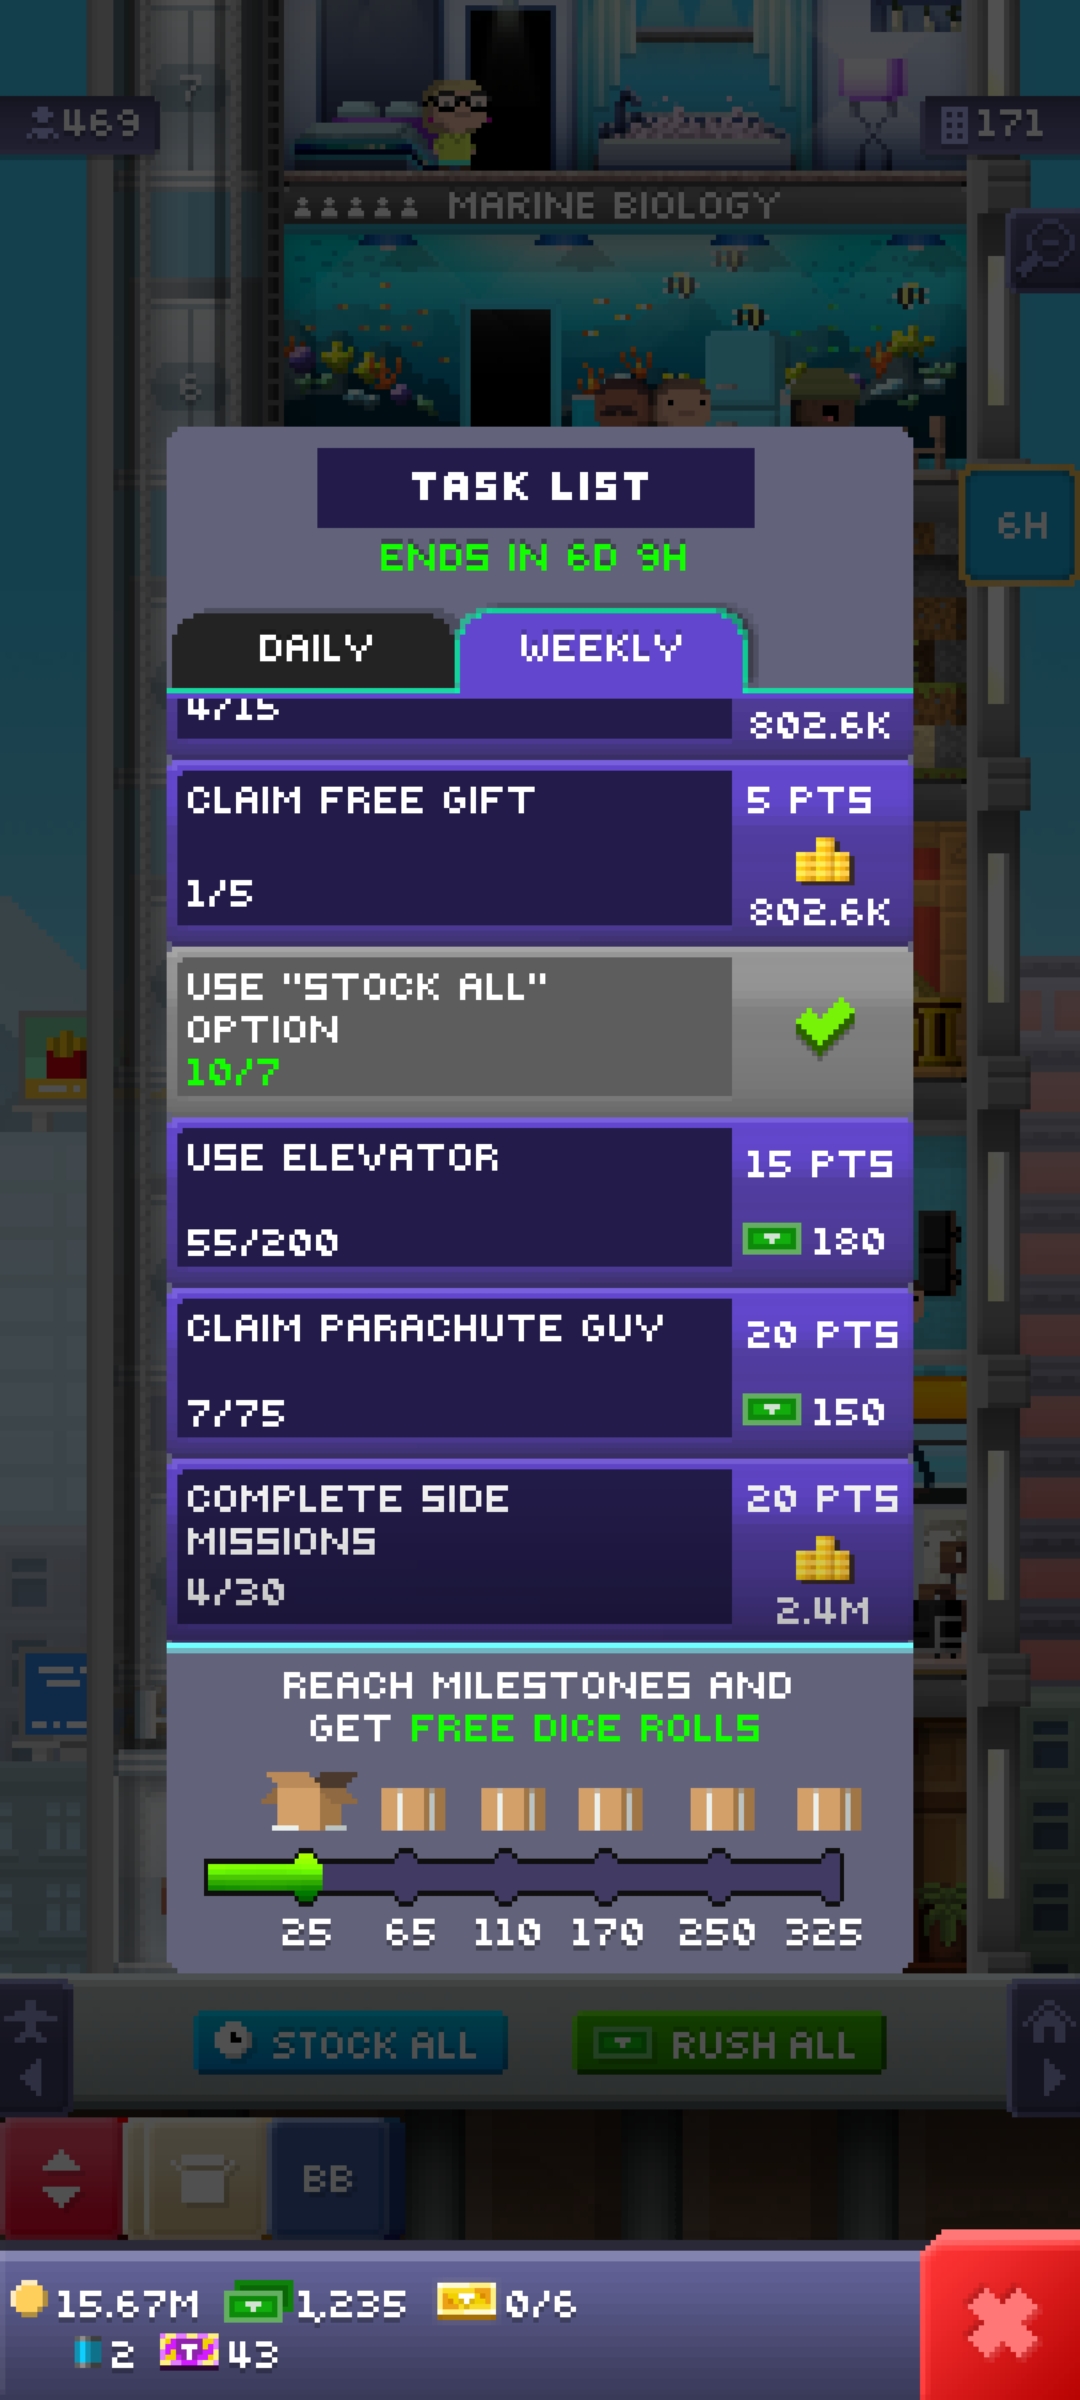 7
469
171
MARINE BIOLOGY
6
TASK LIST
6H
ENDS IN 6D 9H
DAILY
WEEKLY
4/15
802.6K
CLAIM FREE GIFT
5 PTS
1/5
802.6K
USE "STOCK ALL"
OPTION
10/7
USE ELEVATOR
15 PTS
55/200
180
CLAIM PARACHUTE GUY
20 PTS
7/75
150
COMPLETE SIDE
20 PTS
MISSIONS
4/30
2.4M
REACH MILESTONES AND
GET FREE DICE ROLLS
25 65 110 170 250 325
STOCK ALL
RUSH ALL
BB
15.67M 1,235 0/6
2 T 43